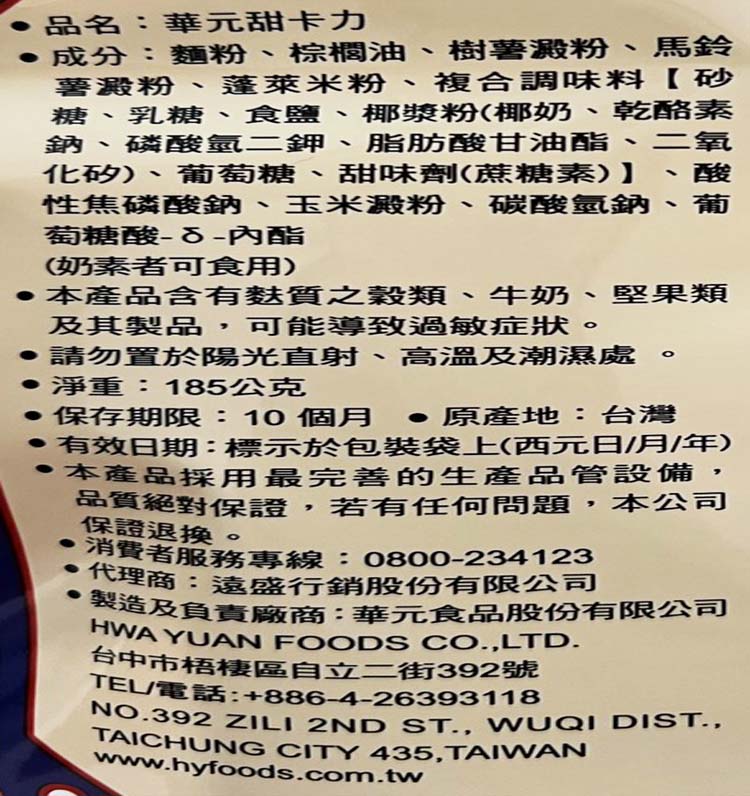 ● 品名：華元甜卡力
● 成分：麵粉、棕櫚油、樹薯澱粉、馬鈴
薯澱粉、蓬萊米粉、複合調味料【砂
糖、乳糖、食鹽、椰漿粉(椰奶、乾酪素
鈉、磷酸氫二鉀、脂肪酸甘油酯、二氧
化矽)、葡萄糖、甜味劑(蔗糖素)】、酸
性焦磷酸鈉、玉米澱粉、碳酸氫鈉、葡
萄糖酸-δ-內酯
(奶素者可食用)
● 本產品含有麩質之穀類、牛奶、堅果類
及其製品，可能導致過敏症狀。
● 請勿置於陽光直射、高溫及潮濕處 。
● 淨重：185公克
● 保存期限：10 個月 ● 原產地：台灣
● 有效日期：標示於包裝袋上(西元日/月/年)
● 本產品採用最完善的生產品管設備，
品質絕對保證，若有任何問題，本公司
保證退換。
● 消費者服務專線：0800-234123
● 代理商：遠盛行銷股份有限公司
● 製造及負責廠商：華元食品股份有限公司
HWA YUAN FOODS CO.,LTD.
台中市梧棲區自立二街392號
TEL/電話:+886-4-26393118
NO.392 ZILI 2ND ST., WUQI DIST.,
TAICHUNG CITY 435,TAIWAN
www.hyfoods.com.tw